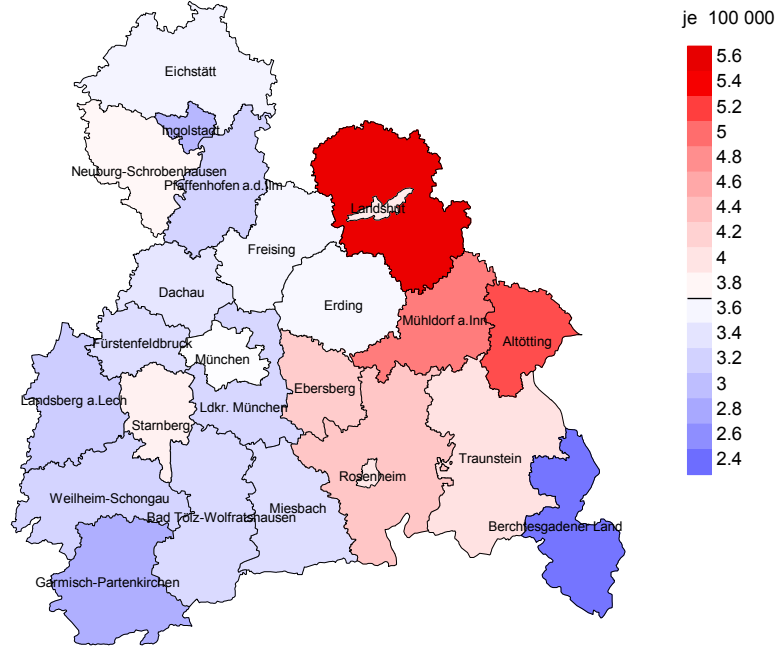 je 100 000
5.6
5.4
5.2
5
4.8
4.6
4.4
4.2
4
3.8
3.6
3.4
3.2
3
2.8
2.6
2.4
Eichstätt
Ingolstadt
Neuburg-Schrobenhausen
Pfaffenhofen a.d.Ilm
Landshut
Freising
Dachau
Erding
Mühldorf a.Inn
Altötting
Fürstenfeldbruck
München
Ebersberg
Landsberg a.Lech
Ldkr. München
Starnberg
Traunstein
Rosenheim
Weilheim-Schongau
Miesbach
Bad Tölz-Wolfratshausen
Berchtesgadener Land
Garmisch-Partenkirchen